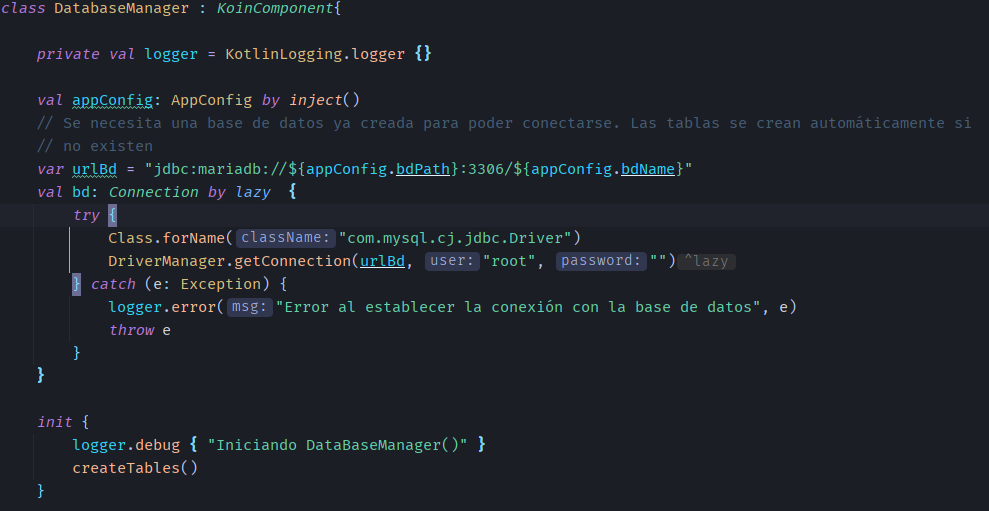 class DatabaseManager : KoinComponent{
private val logger = KotlinLogging.logger {}
val appConfig: AppConfig by inject()
// Se necesita una base de datos ya creada para poder conectarse. Las tablas se crean automáticamente si
// no existen
var urlBd = "jdbc:mariadb://${appConfig.bdPath}:3306/${appConfig.bdName}"
val bd: Connection by lazy  {
try {
Class.forName( className: "com.mysql.cj.jdbc.Driver")
DriverManager.getConnection(urlBd, user: "root", password: "") ^lazy
} catch (e: Exception) {
logger.error( msg: "Error al establecer la conexión con la base de datos", e)
throw e
}
}
init {
logger.debug { "Iniciando DataBaseManager()" }
createTables()
}